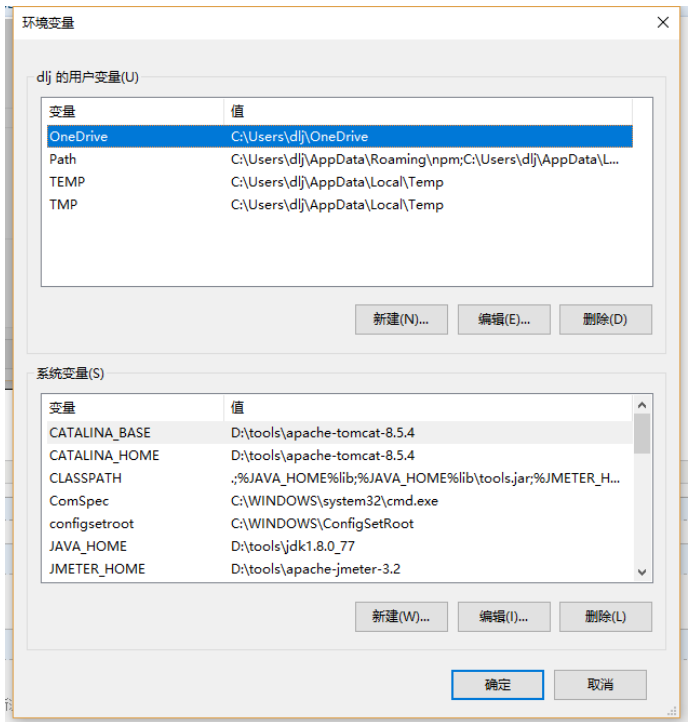 环境变量
dlj 的用户变量(U)
变量 值
OneDrive C:\Users\dlj\OneDrive
Path C:\Users\dlj\AppData\Roaming\npm;C:\Users\dlj\AppData\L...
TEMP C:\Users\dlj\AppData\Local\Temp
TMP C:\Users\dlj\AppData\Local\Temp
新建(N)... 编辑(E)... 删除(D)
系统变量(S)
变量 值
CATALINA_BASE D:\tools\apache-tomcat-8.5.4
CATALINA_HOME D:\tools\apache-tomcat-8.5.4
CLASSPATH .;%JAVA_HOME%lib;%JAVA_HOME%lib\tools.jar;%JMETER_H...
ComSpec C:\WINDOWS\system32\cmd.exe
configsetroot C:\WINDOWS\ConfigSetRoot
JAVA_HOME D:\tools\jdk1.8.0_77
JMETER_HOME D:\tools\apache-jmeter-3.2
新建(W)... 编辑(I)... 删除(L)
确定 取消